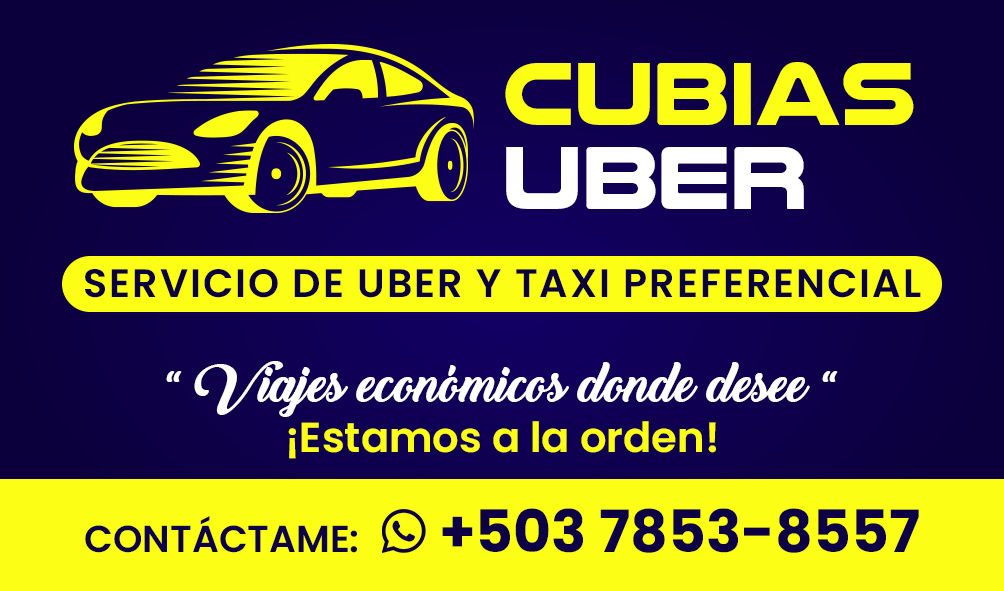 CUBIAS
UBER
SERVICIO DE UBER Y TAXI PREFERENCIAL
“ Viajes económicos donde desee “
¡Estamos a la orden!
CONTÁCTAME: +503 7853-8557